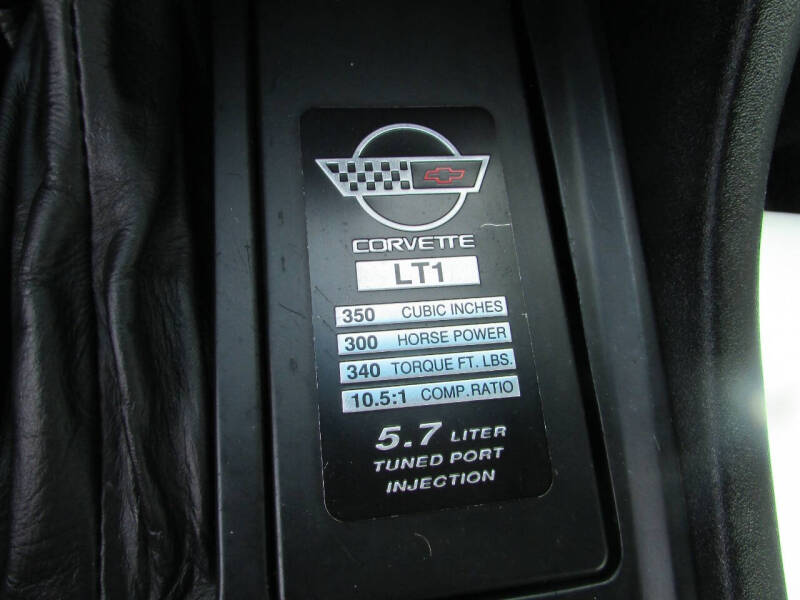 CORVETTE
LT1
350 CUBIC INCHES
300 HORSE POWER
340 TORQUE FT. LBS.
10.5:1 COMP.RATIO
5.7 LITER
TUNED PORT
INJECTION